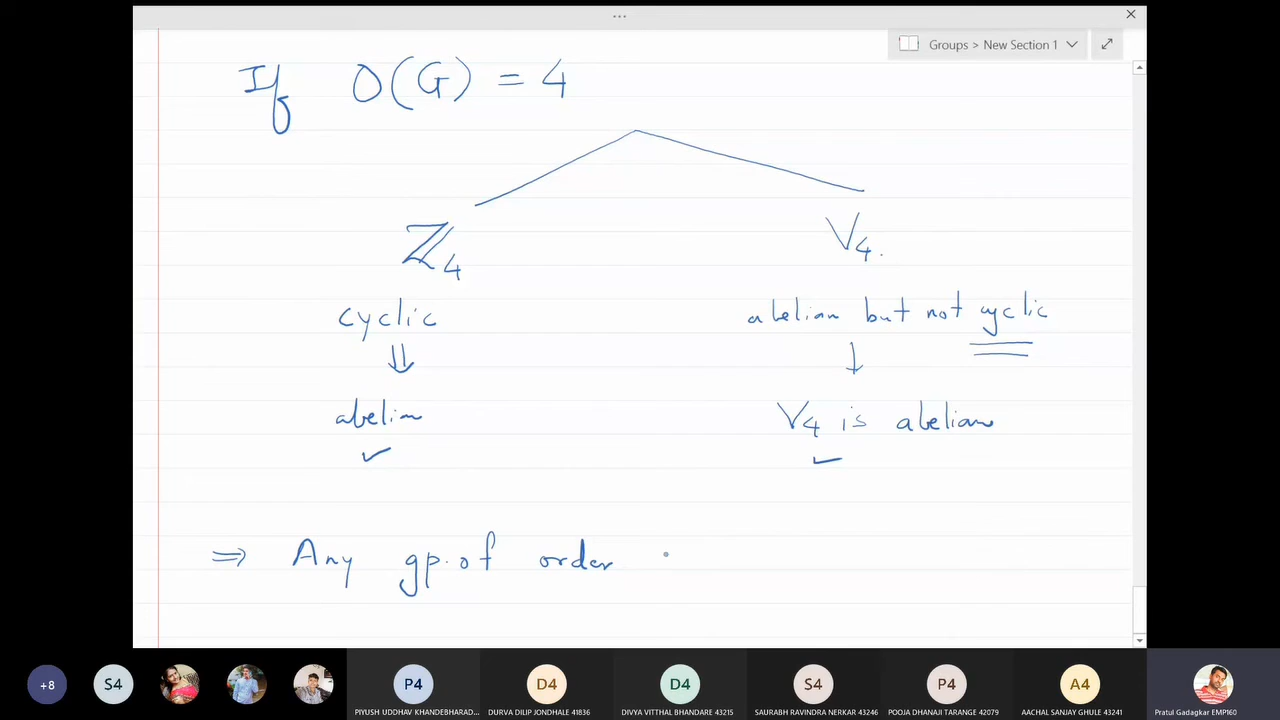 Groups > New Section 1
If O(G) = 4
ℤ4 V4.
cyclic abelian but not cyclic
⇓ ↓
abelian V4 is abelian
✓ ✓
⇒ Any gp. of order
+8 S4 P4 D4 D4 S4 P4 A4
PIYUSH UDDHAV KHANDEBHARAD... DURVA DILIP JONDHALE 41836 DIVYA VITTHAL BHANDARE 43215 SAURABH RAVINDRA NERKAR 43246 POOJA DHANAJI TARANGE 42079 AACHAL SANJAY GHULE 43241 Pratul Gadagkar EMP160